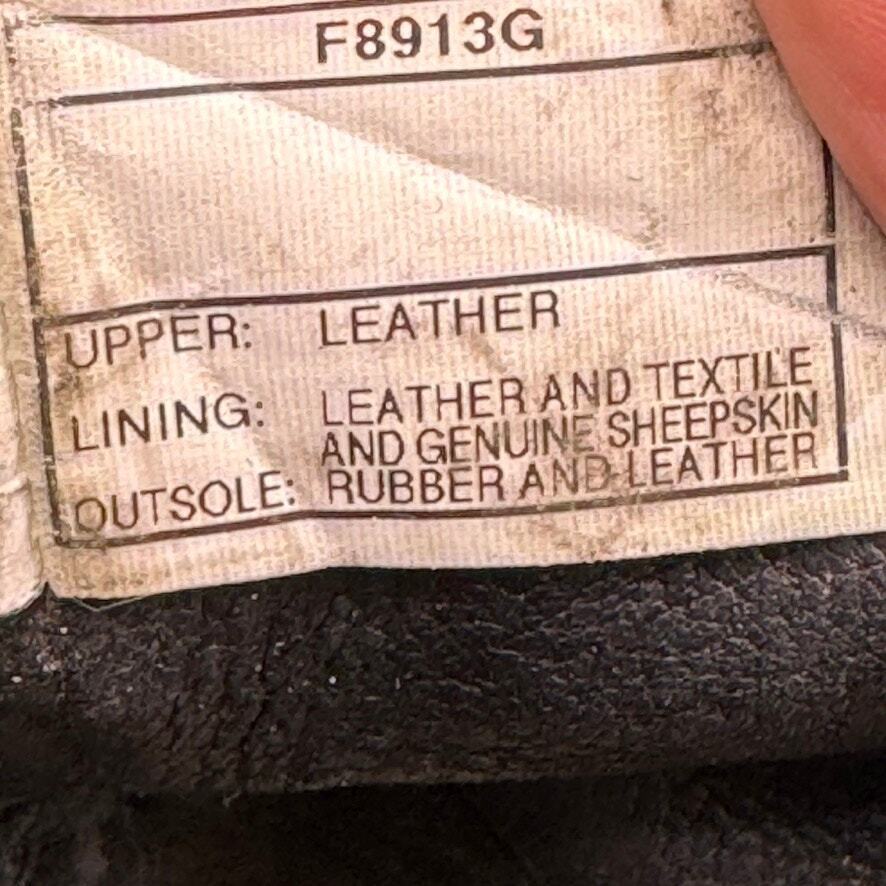 F8913G
UPPER: LEATHER
LINING: LEATHER AND TEXTILE
AND GENUINE SHEEPSKIN
OUTSOLE: RUBBER AND LEATHER